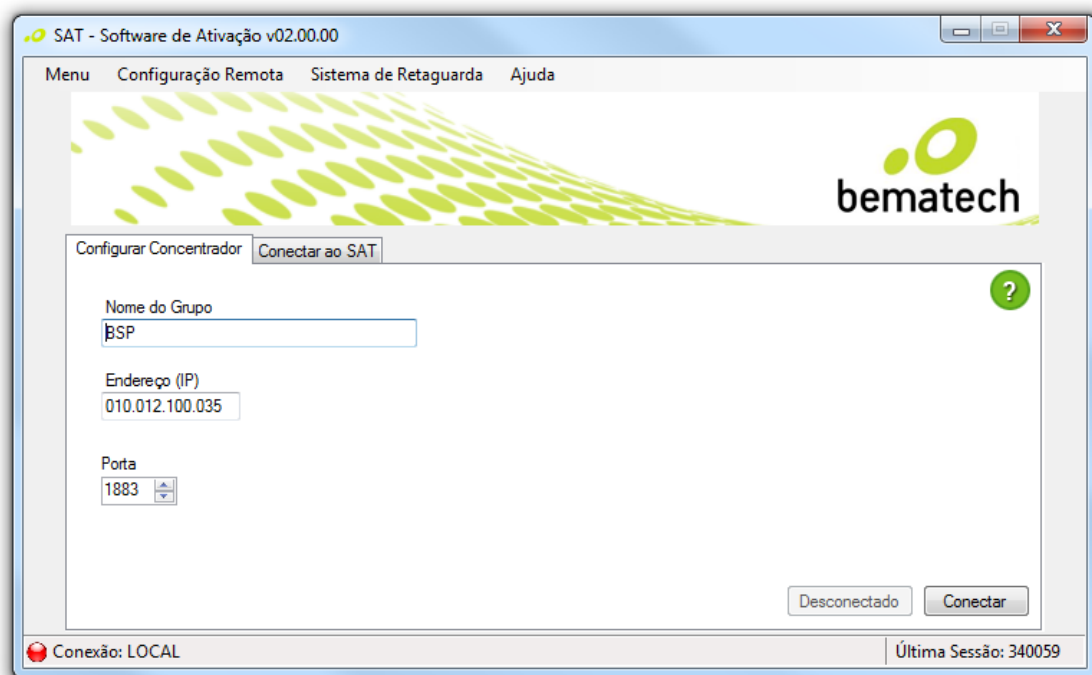 SAT - Software de Ativação v02.00.00
Menu Configuração Remota Sistema de Retaguarda Ajuda
bematech
Configurar Concentrador Conectar ao SAT
?
Nome do Grupo
BSP
Endereço (IP)
010.012.100.035
Porta
1883
Desconectado Conectar
Conexão: LOCAL Última Sessão: 340059